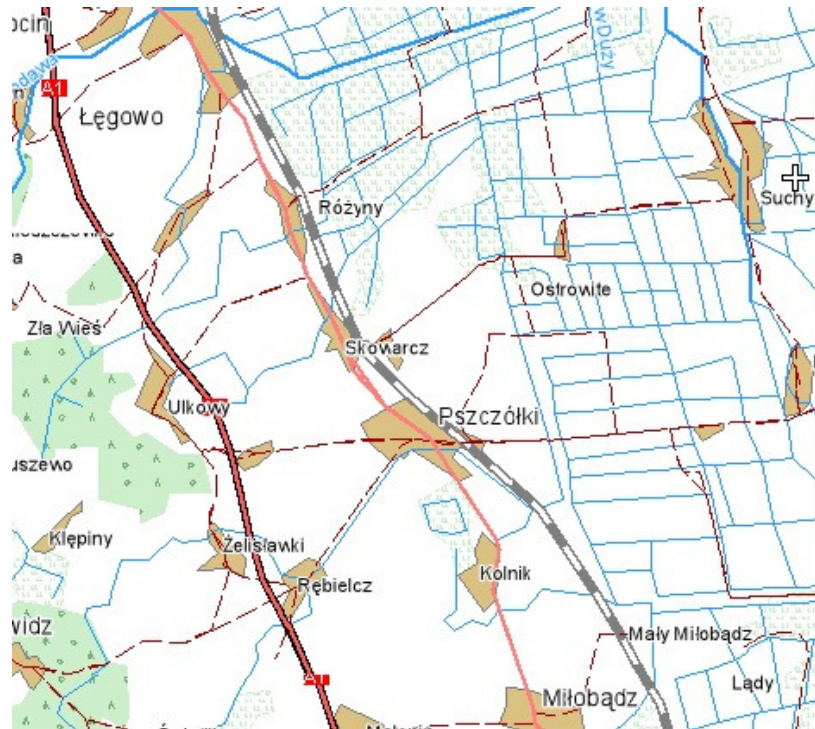 A1
Łęgowo
w Duży
Różyny
Suchy
Ostrowite
Zła Wieś
Skowarcz
Ulkowy
Pszczółki
Klępiny
Żelisławki
Rębielcz
Kolnik
Mały Miłobądz
Lądy
Miłobądz
A1